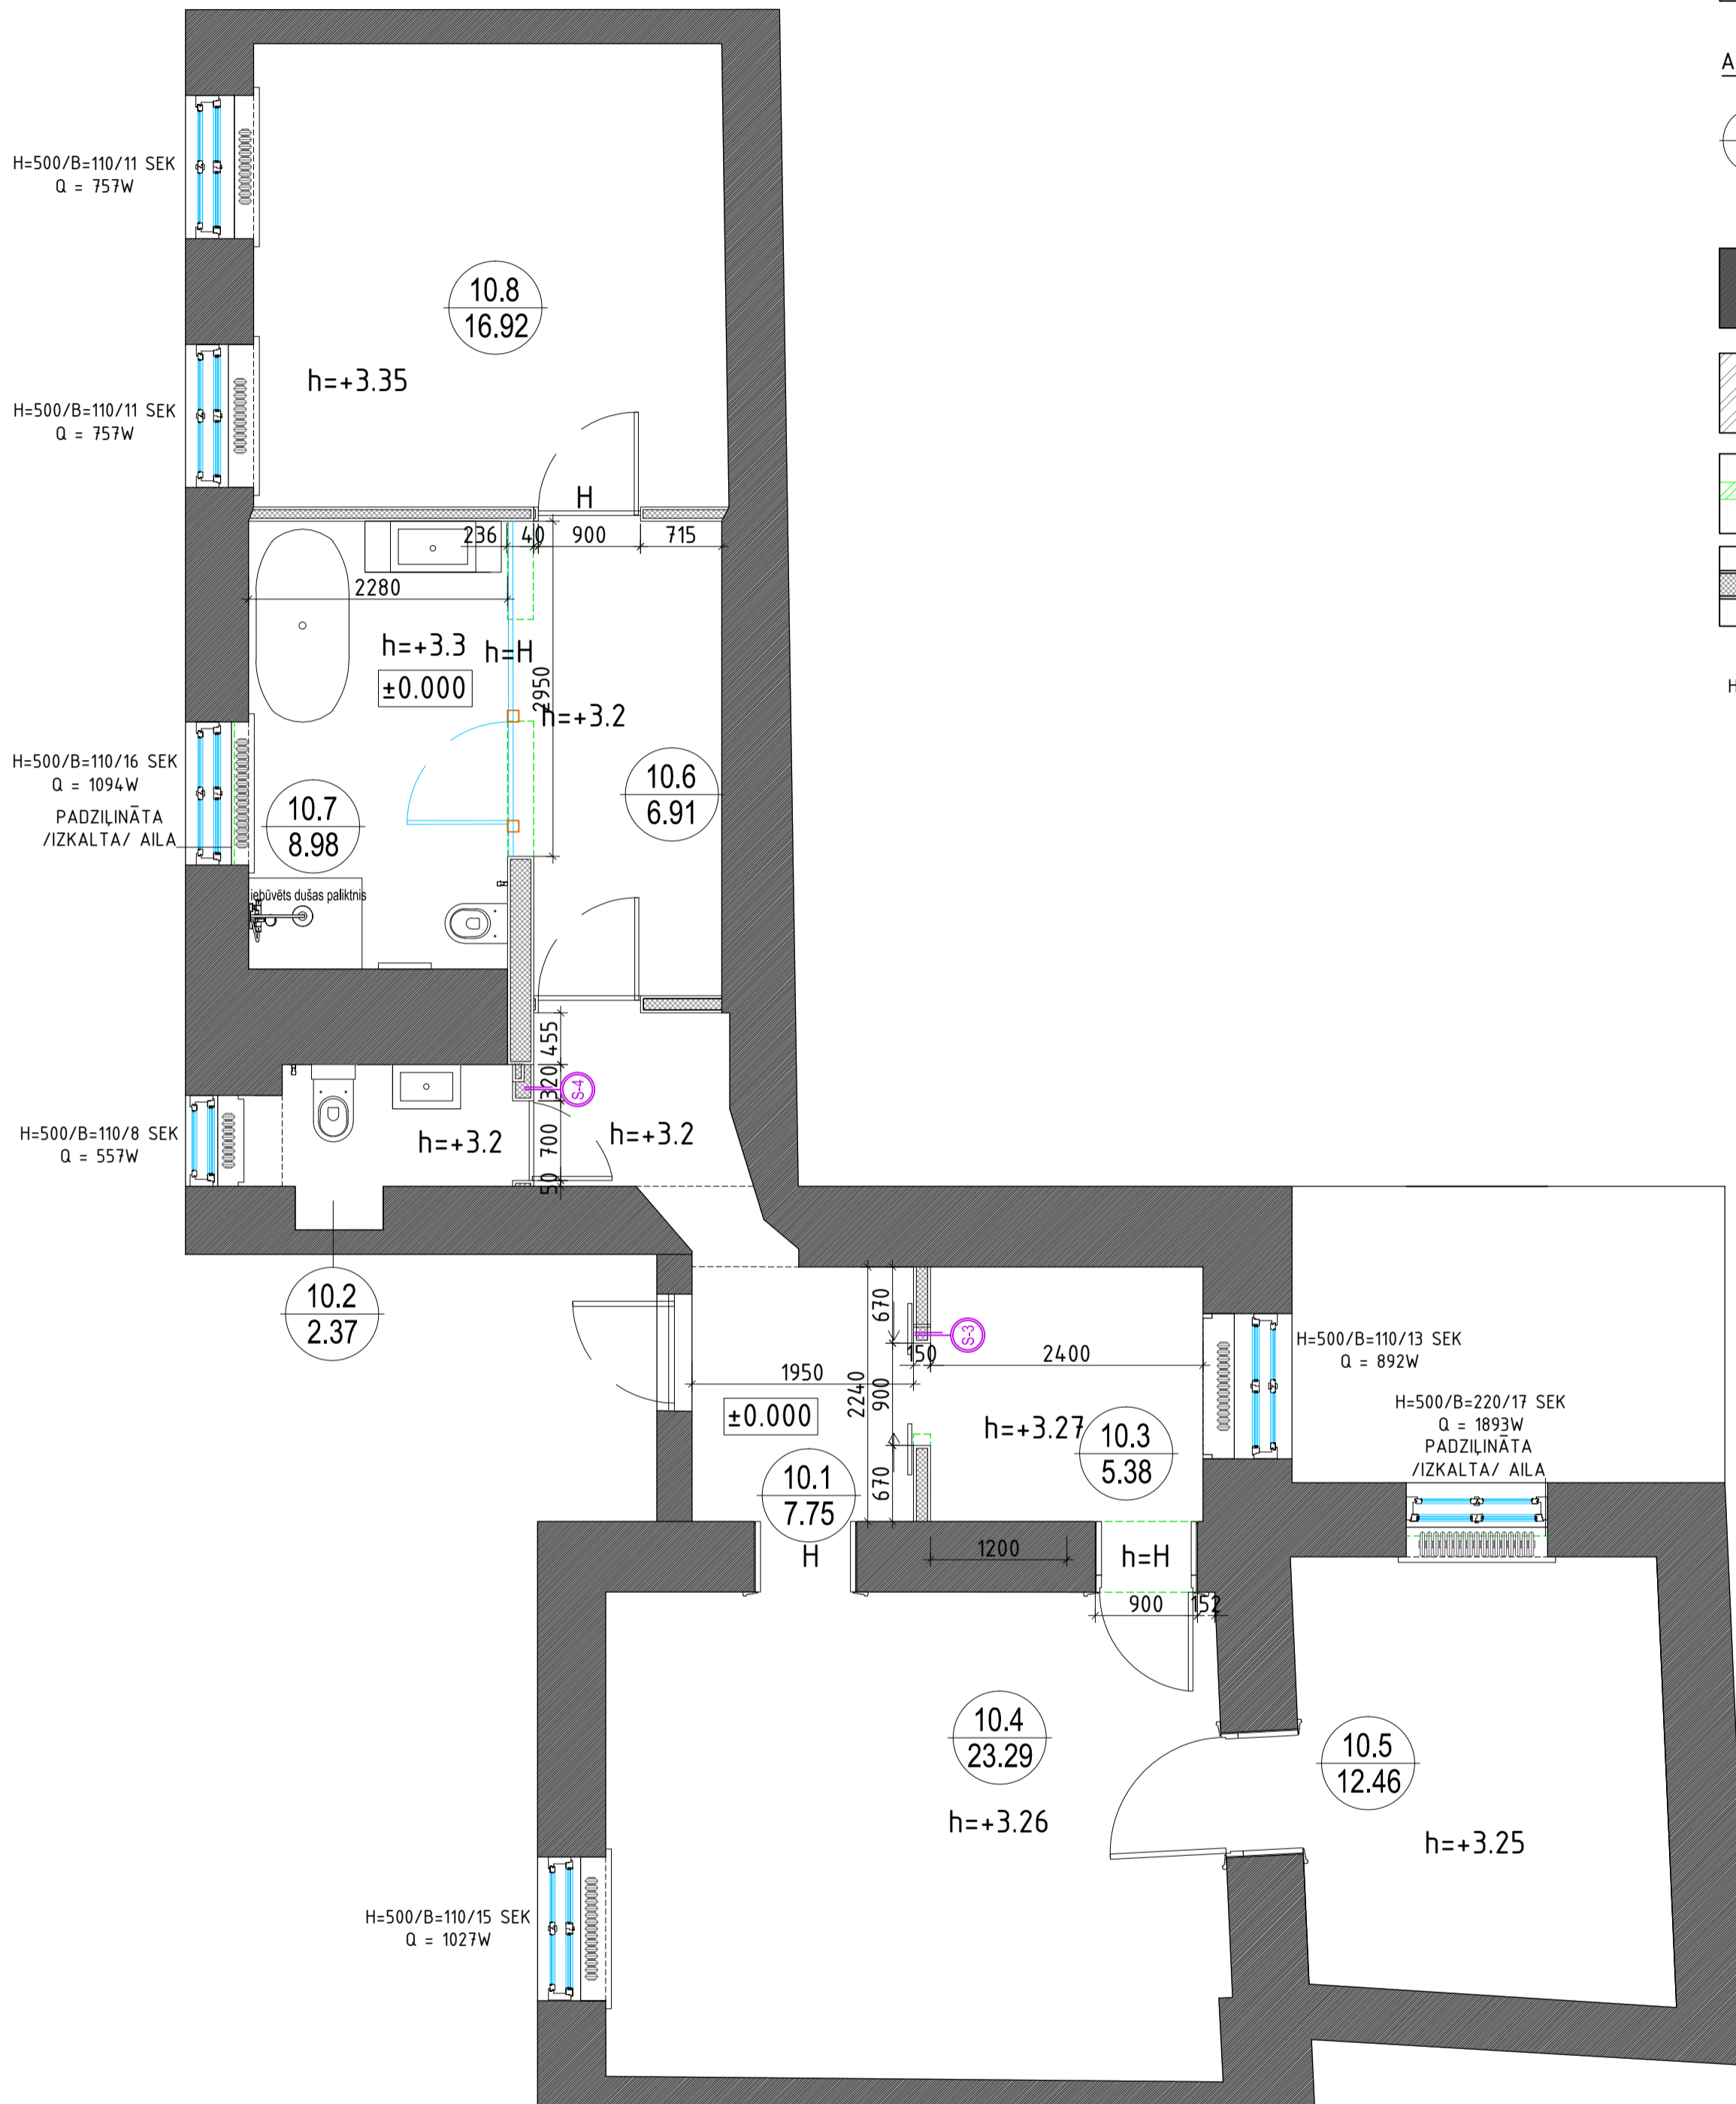 A
H=500/B=110/11 SEK
Q = 757W
10.8
16.92
h=+3.35
H=500/B=110/11 SEK
Q = 757W
H
236 40 900 715
2280
h=+3.3
h=H
±0.000
2950
h=+3.2
H
H=500/B=110/16 SEK
Q = 1094W
PADZIĻINĀTA
/IZKALTA/ AILA
10.7
8.98
10.6
6.91
iebūvēts dušas paliktnis
455
320
S-4
700
50
H=500/B=110/8 SEK
Q = 557W
h=+3.2
h=+3.2
10.2
2.37
670
S-3
150
2400
1950
2240
900
±0.000
h=+3.27
10.3
5.38
H=500/B=110/13 SEK
Q = 892W
H=500/B=220/17 SEK
Q = 1893W
PADZIĻINĀTA
/IZKALTA/ AILA
670
10.1
7.75
H
1200
h=H
900 152
10.4
23.29
h=+3.26
10.5
12.46
h=+3.25
H=500/B=110/15 SEK
Q = 1027W